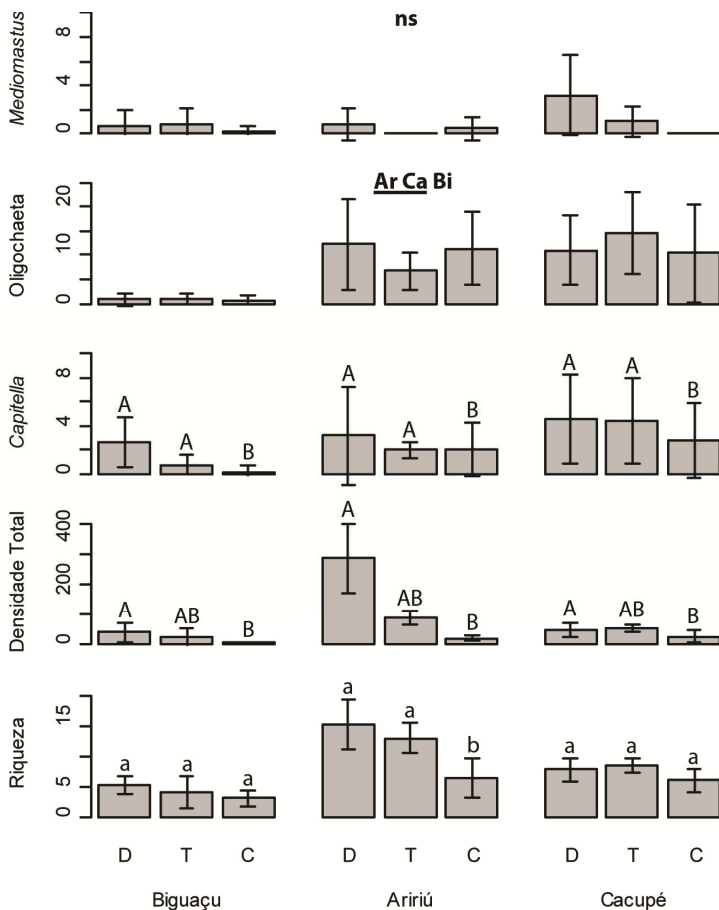 Mediomastus
8
4
0
ns
Oligochaeta
20
10
0
Ar Ca Bi
Capitella
8
4
0
A A B
A A B
A A B
Densidade Total
400
200
0
A AB B
A AB B
A AB B
Riqueza
15
5
0
a a a
a a b
a a a
D T C D T C D T C
Biguaçu Aririú Cacupé